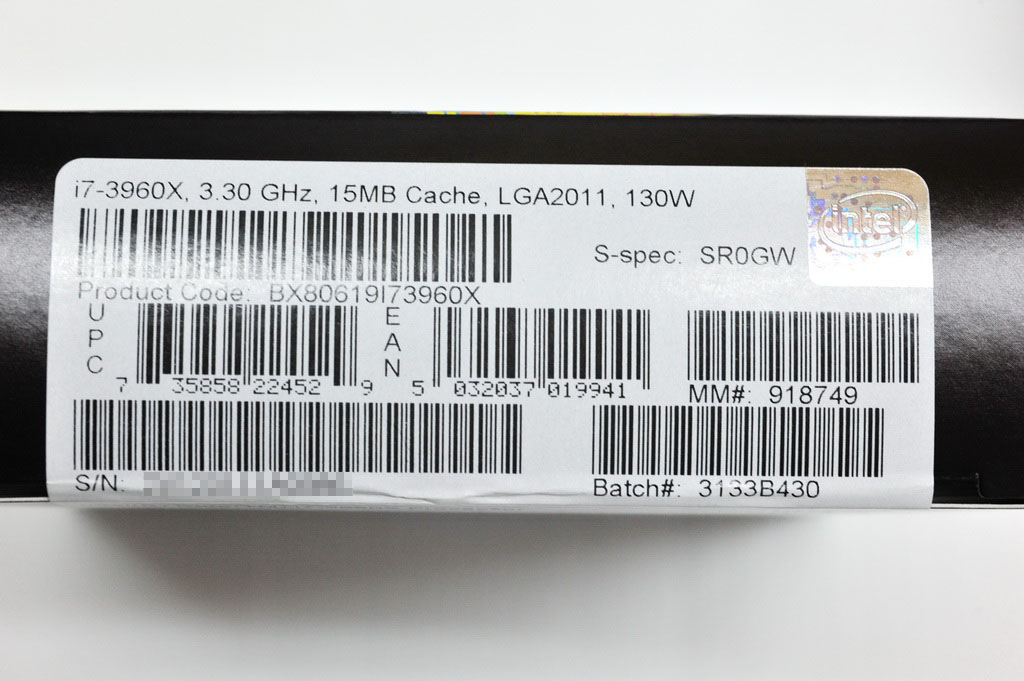 i7-3960X, 3.30 GHz, 15MB Cache, LGA2011, 130W
intel
S-spec: SR0GW
Product Code: BX80619I73960X
UPC
7 35858 22452 9
EAN
5 032037 019941
MM#: 918749
S/N:
Batch#: 3133B430